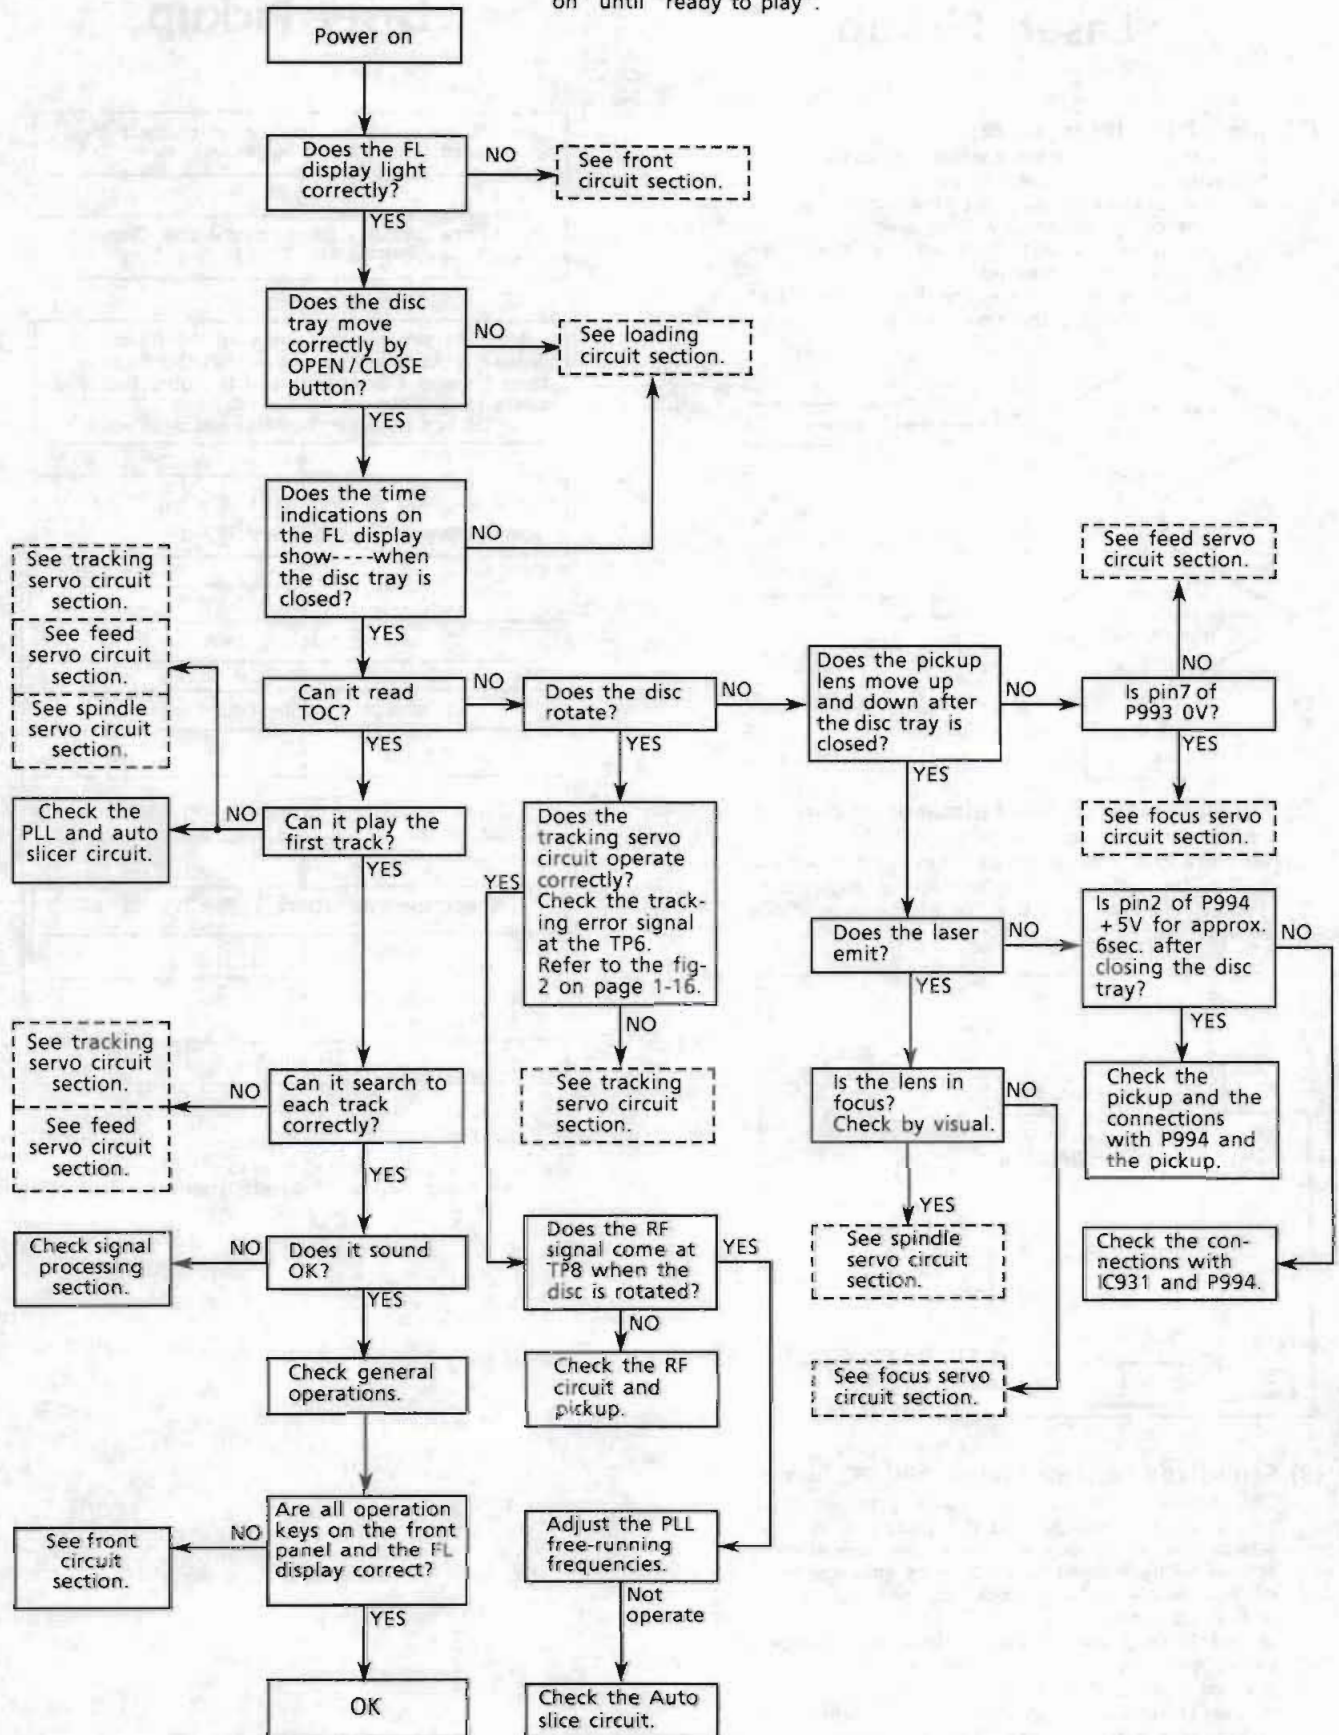 on" until "ready to play".
Power on
Does the FL
display light
correctly?
NO
See front
circuit section.
YES
Does the disc
tray move
correctly by
OPEN/CLOSE
button?
NO
See loading
circuit section.
YES
Does the time
indications on
the FL display
show----when
the disc tray is
closed?
NO
YES
See tracking
servo circuit
section.
See feed
servo circuit
section.
See spindle
servo circuit
section.
Can it read
TOC?
NO
Does the disc
rotate?
NO
Does the pickup
lens move up
and down after
the disc tray is
closed?
NO
Is pin7 of
P993 0V?
NO
See feed servo
circuit section.
YES
See focus servo
circuit section.
YES
YES
YES
Check the
PLL and auto
slicer circuit.
NO
Can it play the
first track?
YES
Does the
tracking servo
circuit operate
correctly?
Check the track-
ing error signal
at the TP6.
Refer to the fig-
2 on page 1-16.
YES
NO
See tracking
servo circuit
section.
Does the laser
emit?
NO
Is pin2 of P994
+5V for approx.
6sec. after
closing the disc
tray?
NO
YES
YES
Check the
pickup and the
connections
with P994 and
the pickup.
Is the lens in
focus?
Check by visual.
NO
YES
See spindle
servo circuit
section.
Check the con-
nections with
IC931 and P994.
See focus servo
circuit section.
See tracking
servo circuit
section.
See feed
servo circuit
section.
NO
Can it search to
each track
correctly?
YES
Check signal
processing
section.
NO
Does it sound
OK?
YES
Does the RF
signal come at
TP8 when the
disc is rotated?
YES
NO
Check the RF
circuit and
pickup.
Check general
operations.
See front
circuit
section.
NO
Are all operation
keys on the front
panel and the FL
display correct?
YES
Adjust the PLL
free-running
frequencies.
Not
operate
OK
Check the Auto
slice circuit.